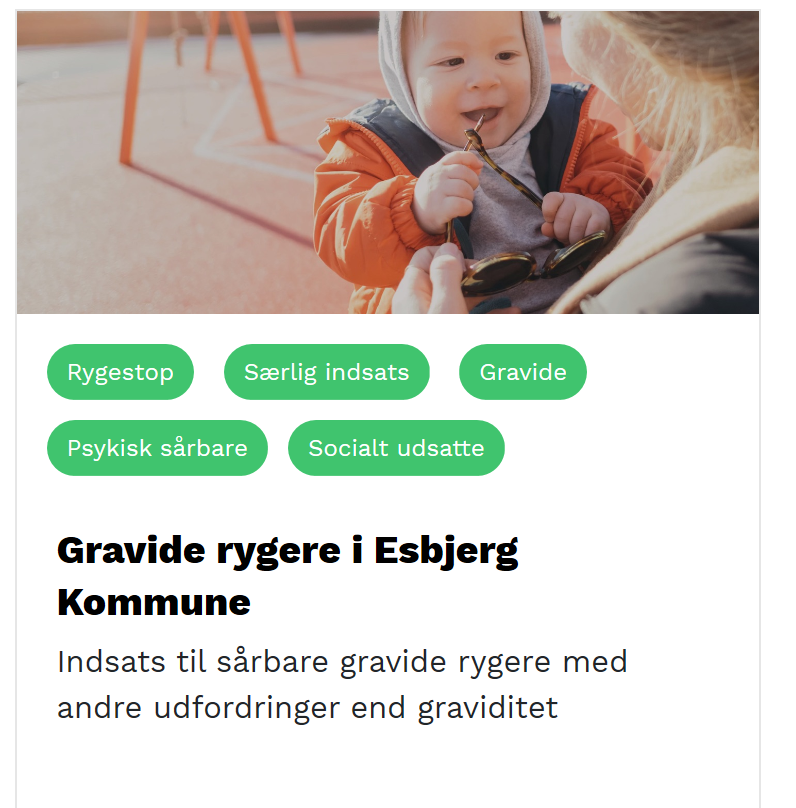 Rygestop Særlig indsats Gravide
Psykisk sårbare Socialt udsatte
Gravide rygere i Esbjerg
Kommune
Indsats til sårbare gravide rygere med
andre udfordringer end graviditet